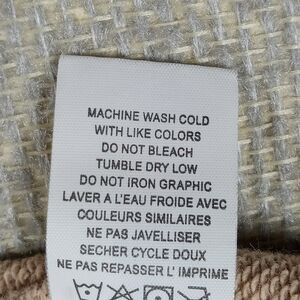 MACHINE WASH COLD
WITH LIKE COLORS
DO NOT BLEACH
TUMBLE DRY LOW
DO NOT IRON GRAPHIC
LAVER A L'EAU FROIDE AVEC
COULEURS SIMILAIRES
NE PAS JAVELLISER
SECHER CYCLE DOUX
NE PAS REPASSER L' IMPRIME